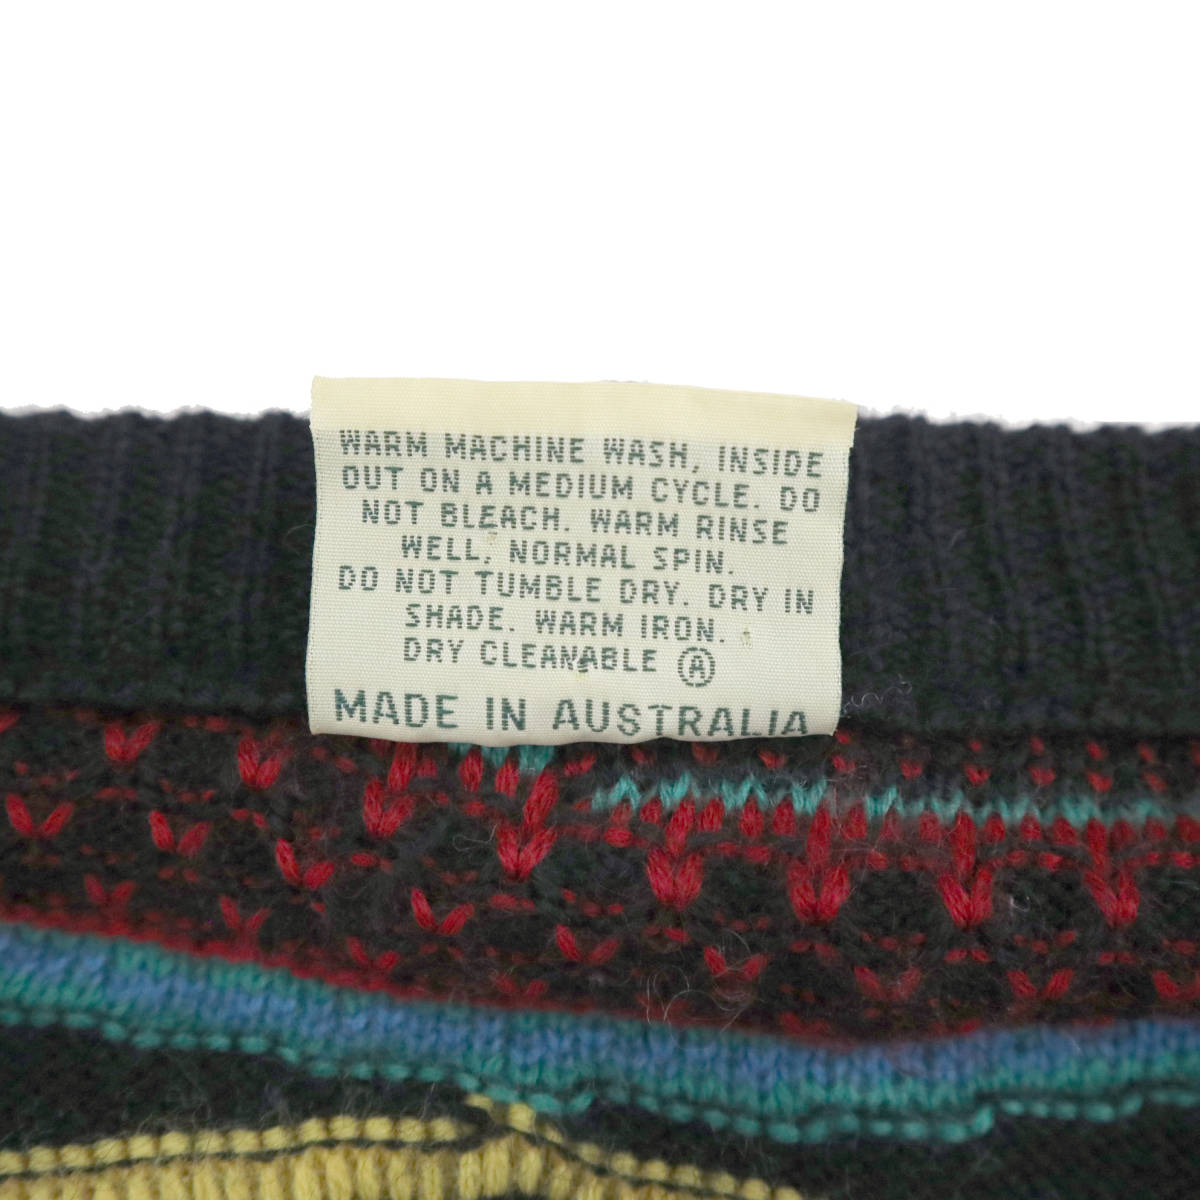 WARM MACHINE WASH, INSIDE
OUT ON A MEDIUM CYCLE. DO
NOT BLEACH. WARM RINSE
WELL, NORMAL SPIN.
DO NOT TUMBLE DRY. DRY IN
SHADE. WARM IRON.
DRY CLEANABLE Ⓐ
MADE IN AUSTRALIA